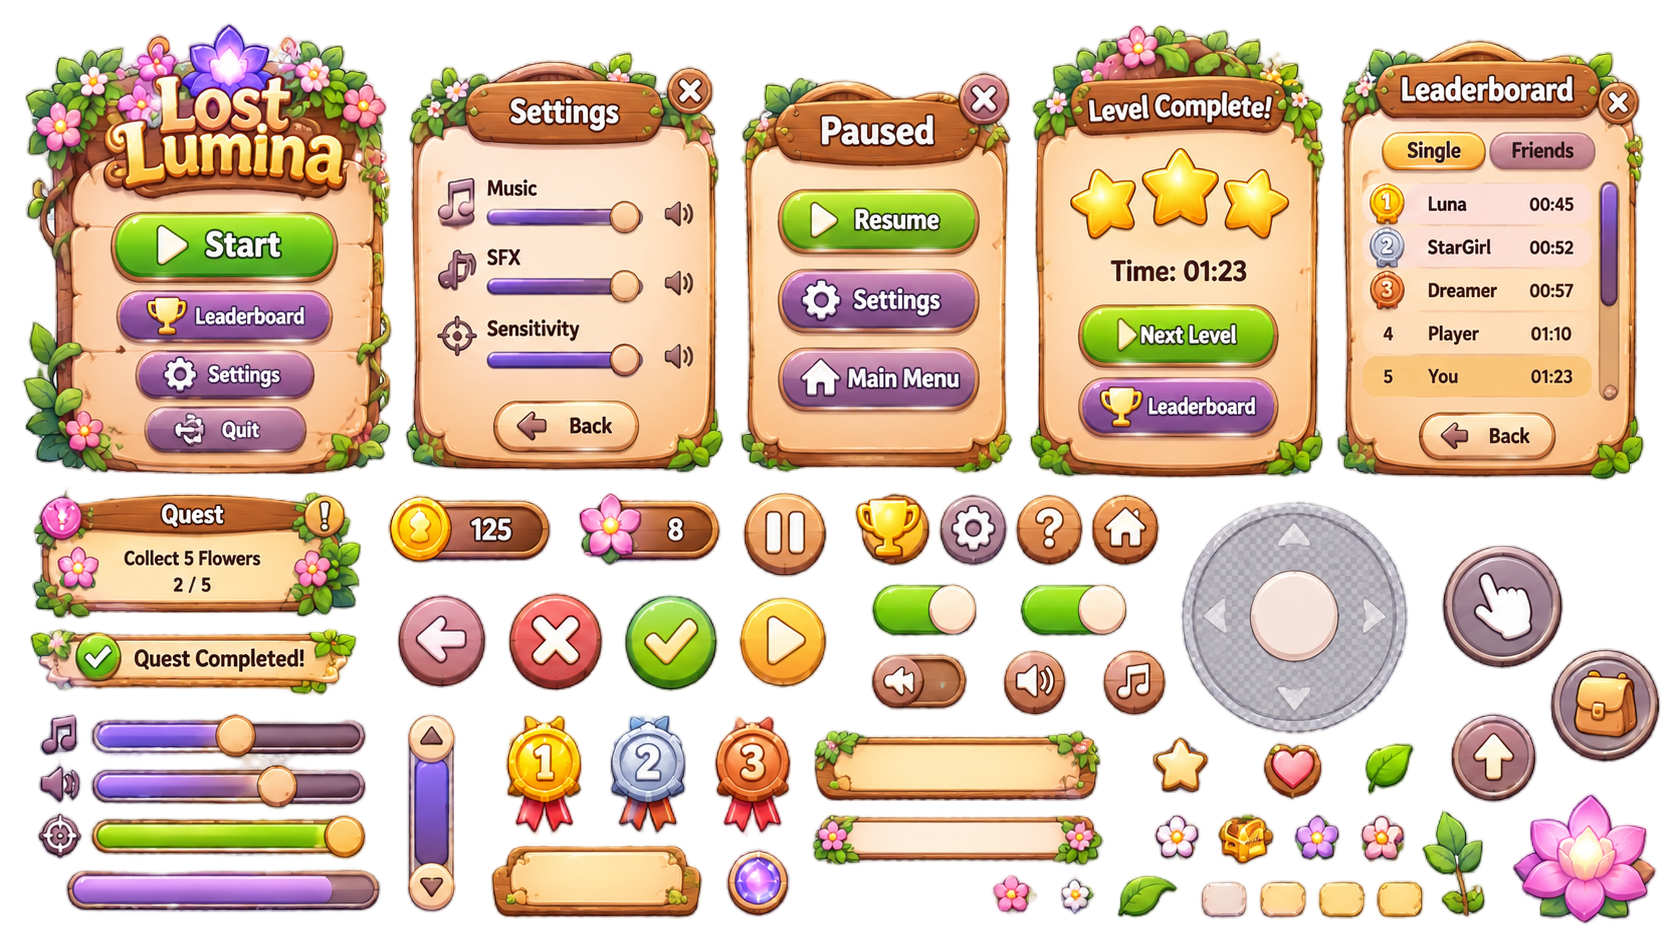 Lost
Lumina
Start
Leaderboard
Settings
Quit
Settings
Music
SFX
Sensitivity
Back
Paused
Resume
Settings
Main Menu
Level Complete!
Time: 01:23
Next Level
Leaderboard
Leaderborard
Single Friends
1 Luna 00:45
2 StarGirl 00:52
3 Dreamer 00:57
4 Player 01:10
5 You 01:23
Back
! Quest !
Collect 5 Flowers
2 / 5
Quest Completed!
125
8
?
1 2 3